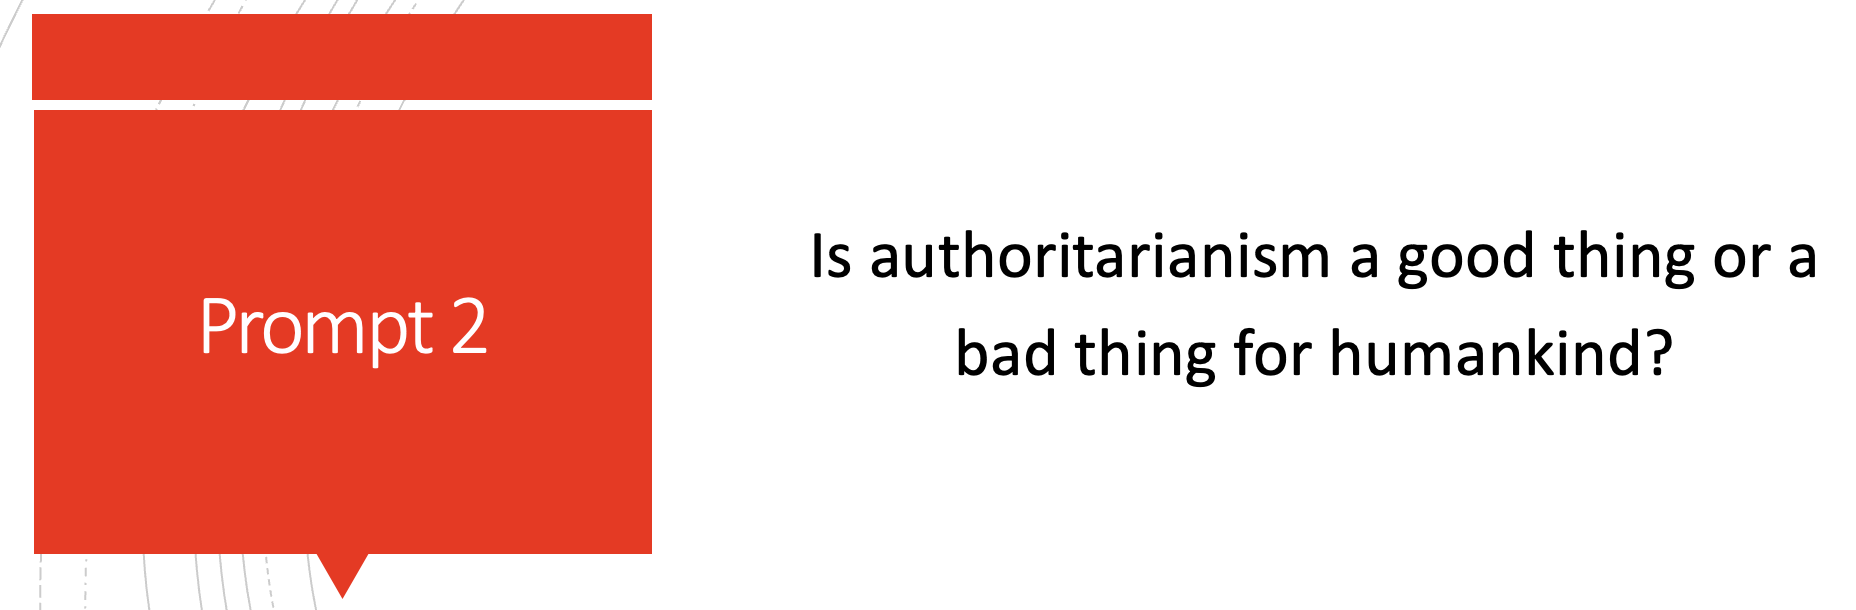 Prompt 2
Is authoritarianism a good thing or a
bad thing for humankind?